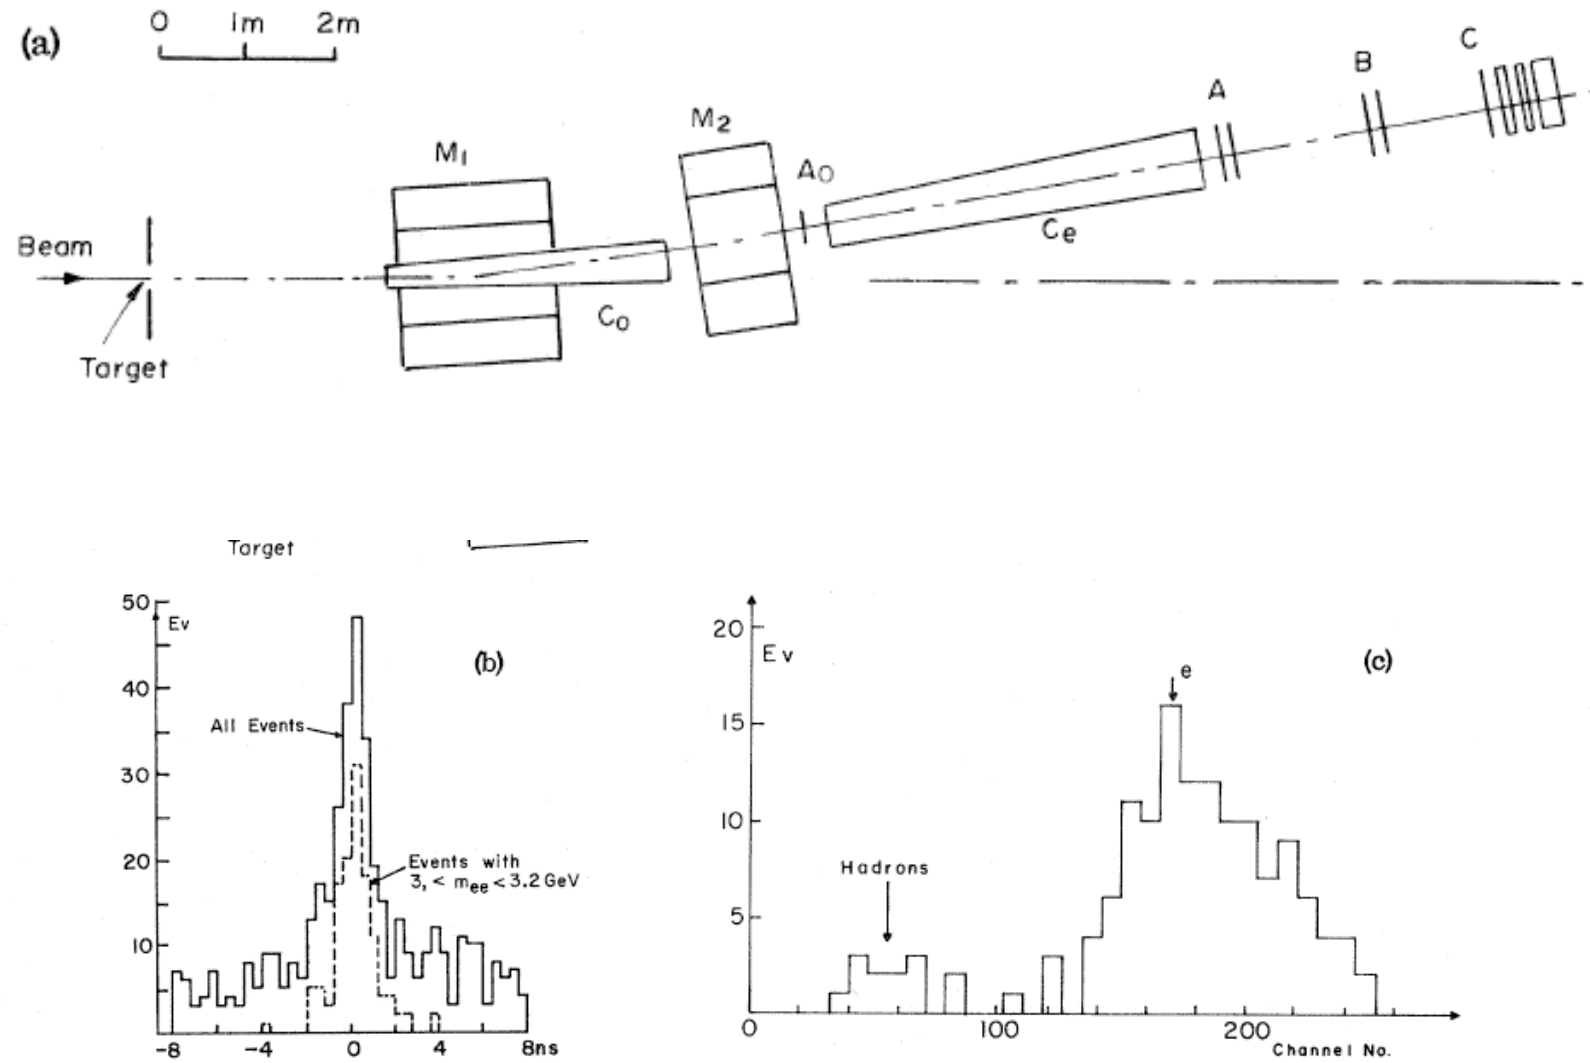 (a)
0 1m 2m
M1
M2
A0
A
B
C
Beam
Target
C0
Ce
Target
50
Ev
40
30
20
10
(b)
All Events
Events with
3, < mee < 3.2 GeV
-8 -4 0 4 8ns
20
Ev
15
10
5
(c)
e
Hadrons
0 100 200
Channel No.